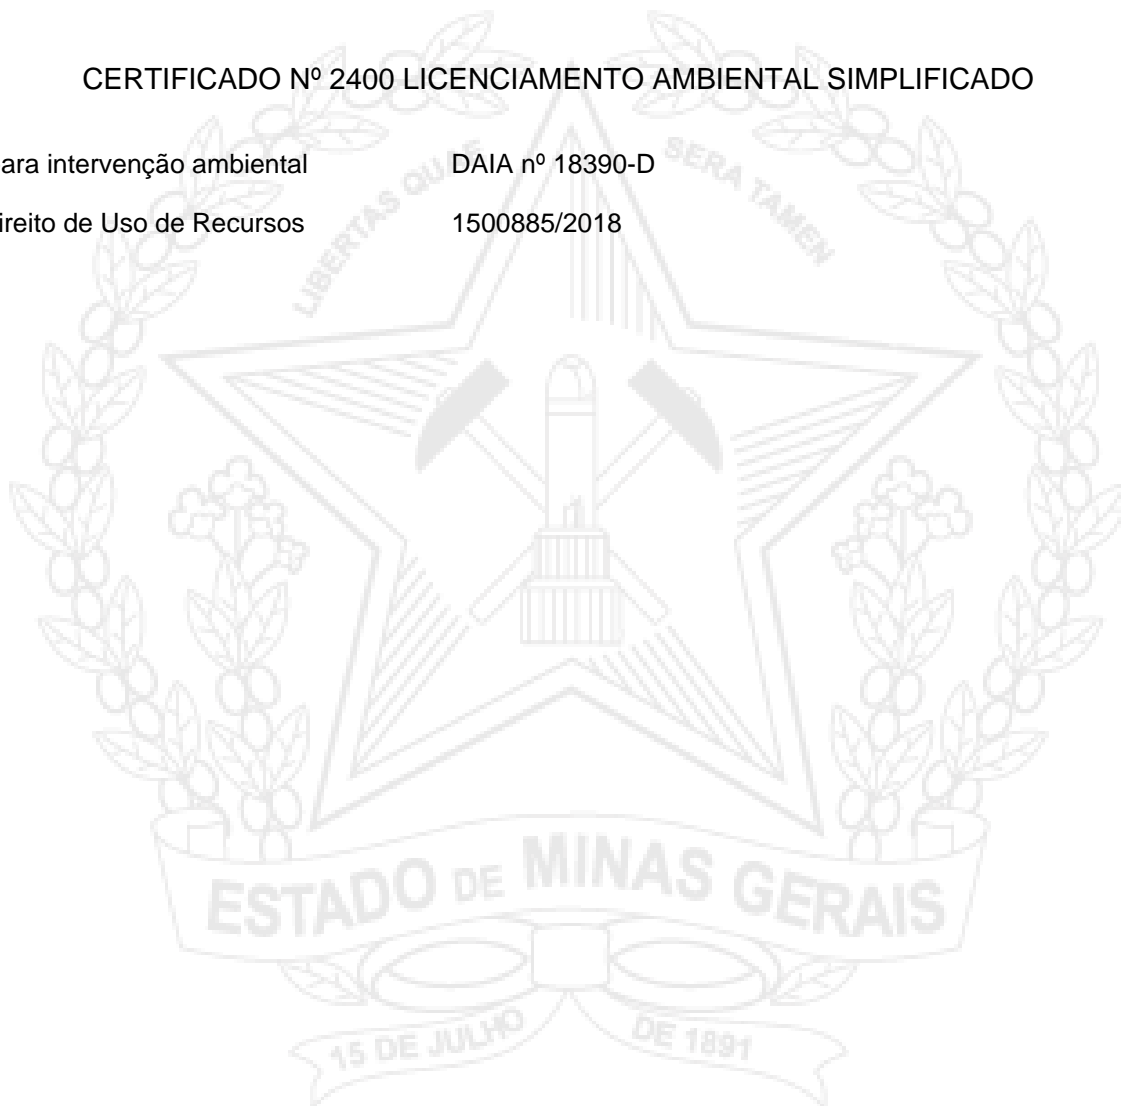 CERTIFICADO Nº 2400 LICENCIAMENTO AMBIENTAL SIMPLIFICADO
ara intervenção ambiental DAIA nº 18390-D
ireito de Uso de Recursos 1500885/2018
LIBERTAS QUAE SERA TAMEN
ESTADO DE MINAS GERAIS
15 DE JULHO DE 1891